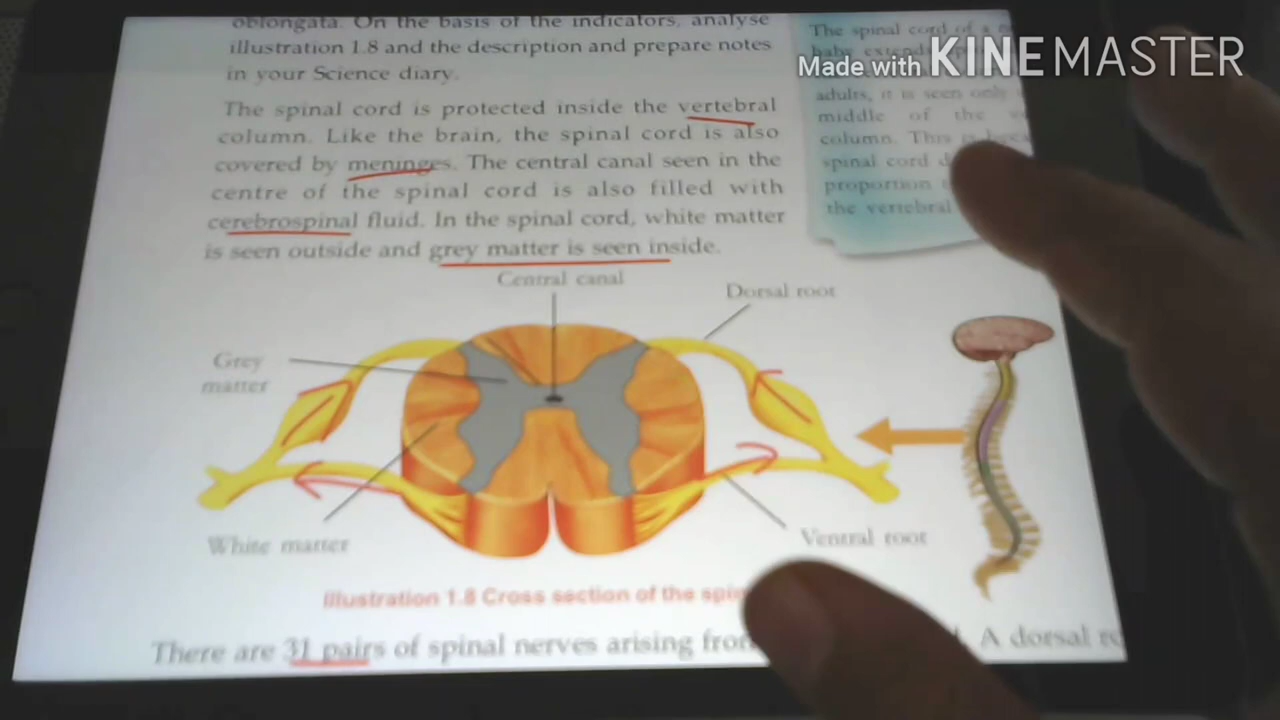 oblongata. On the basis of the indicators, analyse
illustration 1.8 and the description and prepare notes
in your Science diary.
The spinal cord is protected inside the vertebral
column. Like the brain, the spinal cord is also
covered by meninges. The central canal seen in the
centre of the spinal cord is also filled with
cerebrospinal fluid. In the spinal cord, white matter
is seen outside and grey matter is seen inside.
The spinal cord of a
baby
adults, it is seen only
middle of the
column. This is
spinal cord
proportion
the vertebral
Made with KINEMASTER
Central canal
Dorsal root
Grey
matter
White matter
Ventral root
Illustration 1.8 Cross section of the
There are 31 pairs of spinal nerves arising
A dorsal